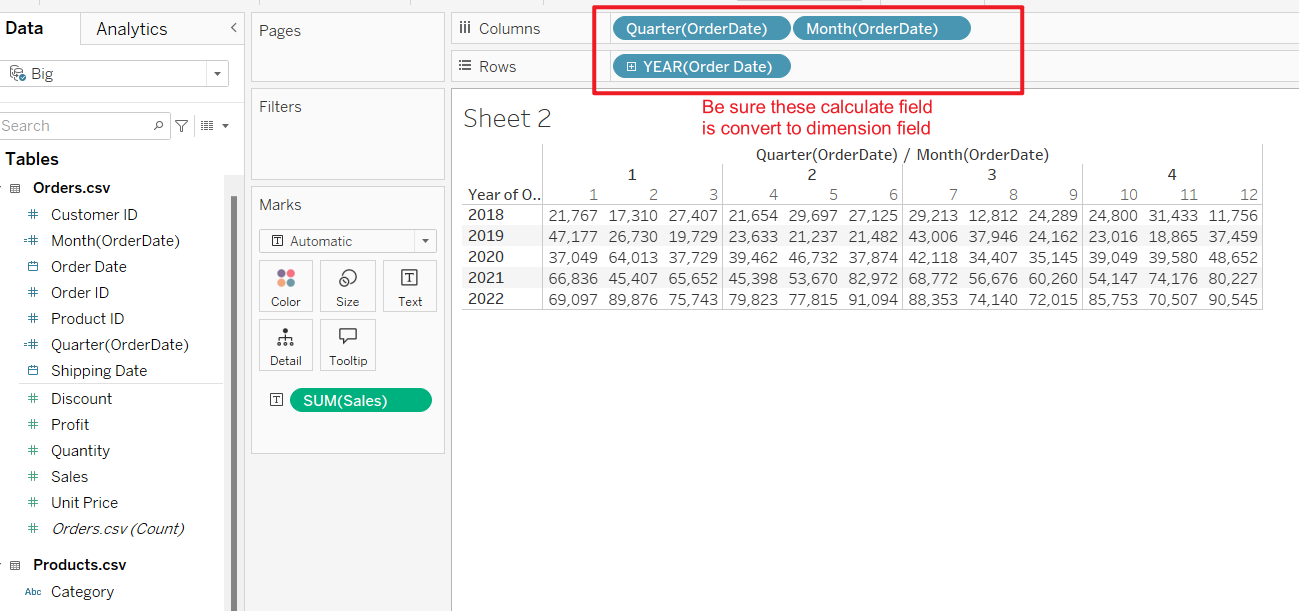 Data
Analytics
Big
Search
Tables
Orders.csv
Customer ID
Month(OrderDate)
Order Date
Order ID
Product ID
Quarter(OrderDate)
Shipping Date
Discount
Profit
Quantity
Sales
Unit Price
Orders.csv (Count)
Products.csv
Abc Category
Pages
Filters
Marks
Automatic
Color Size Text
Detail Tooltip
SUM(Sales)
Columns Quarter(OrderDate) Month(OrderDate)
Rows YEAR(Order Date)
Be sure these calculate field
is convert to dimension field
Sheet 2
Quarter(OrderDate) / Month(OrderDate)
1 2 3 4
Year of O.. 1 2 3 4 5 6 7 8 9 10 11 12
2018 21,767 17,310 27,407 21,654 29,697 27,125 29,213 12,812 24,289 24,800 31,433 11,756
2019 47,177 26,730 19,729 23,633 21,237 21,482 43,006 37,946 24,162 23,016 18,865 37,459
2020 37,049 64,013 37,729 39,462 46,732 37,874 42,118 34,407 35,145 39,049 39,580 48,652
2021 66,836 45,407 65,652 45,398 53,670 82,972 68,772 56,676 60,260 54,147 74,176 80,227
2022 69,097 89,876 75,743 79,823 77,815 91,094 88,353 74,140 72,015 85,753 70,507 90,545